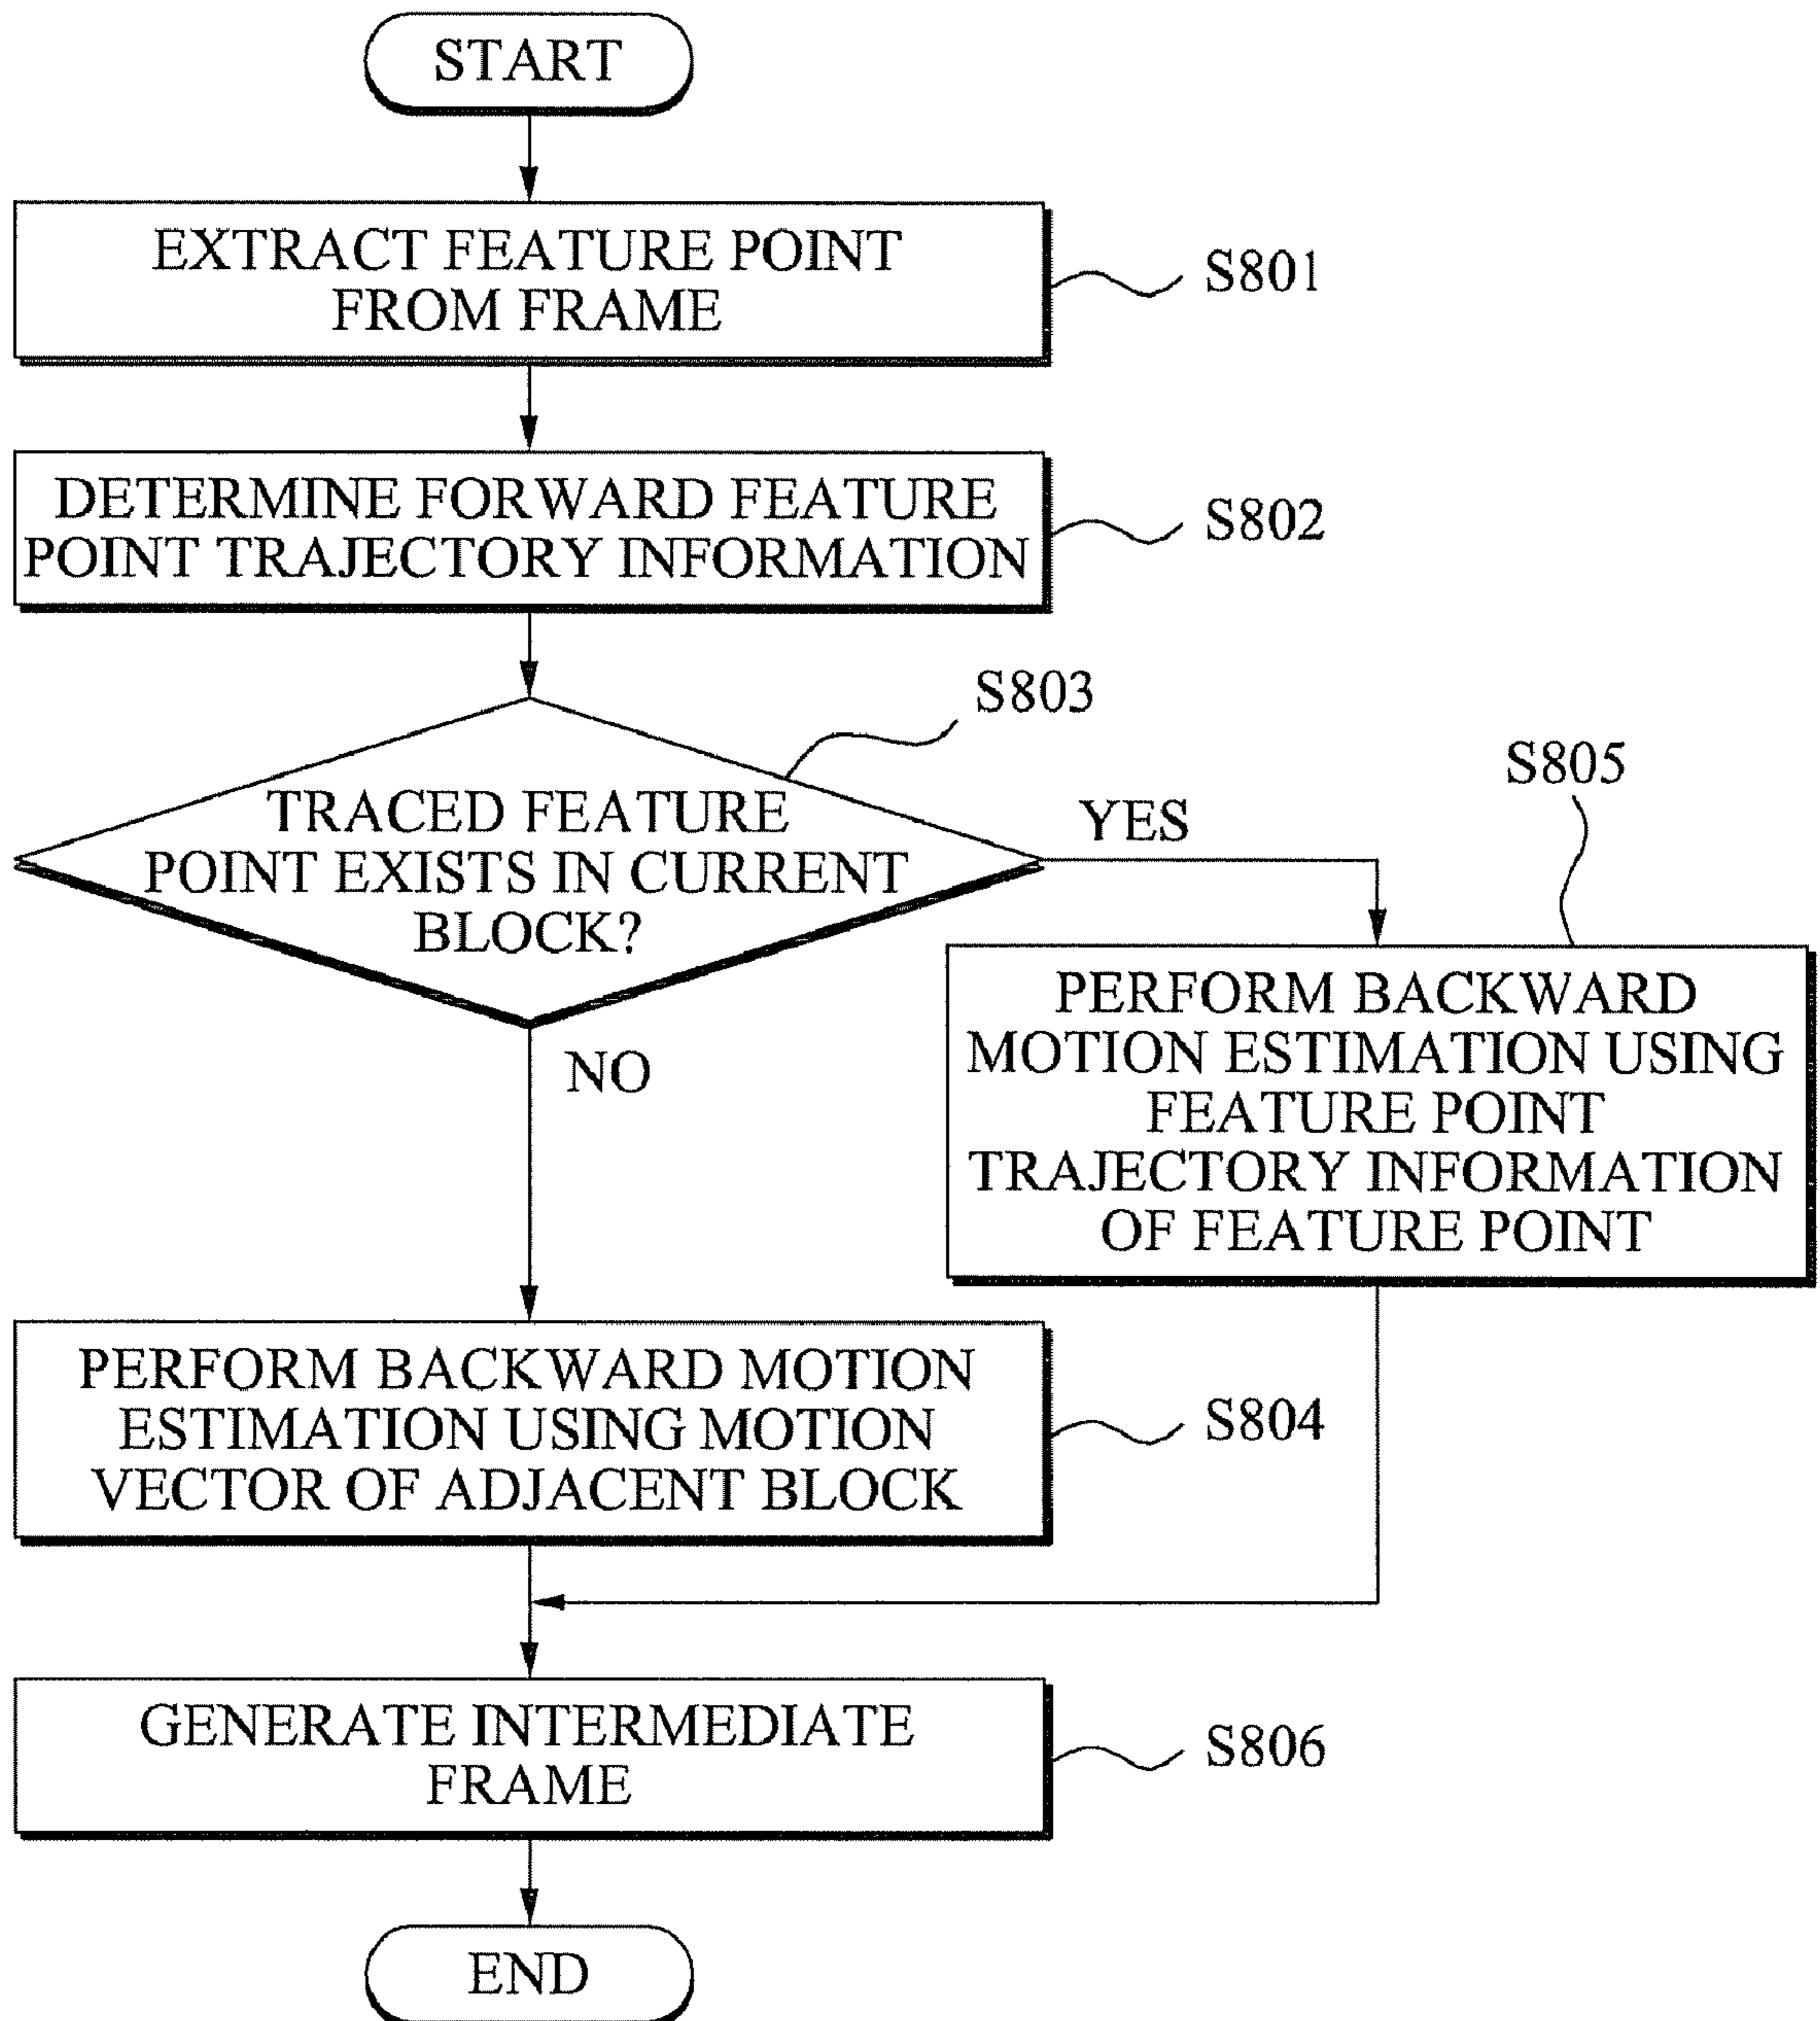 START
EXTRACT FEATURE POINT
FROM FRAME
S801
DETERMINE FORWARD FEATURE
POINT TRAJECTORY INFORMATION
S802
S803
TRACED FEATURE
POINT EXISTS IN CURRENT
BLOCK?
YES
NO
S805
PERFORM BACKWARD
MOTION ESTIMATION USING
FEATURE POINT
TRAJECTORY INFORMATION
OF FEATURE POINT
PERFORM BACKWARD MOTION
ESTIMATION USING MOTION
VECTOR OF ADJACENT BLOCK
S804
GENERATE INTERMEDIATE
FRAME
S806
END